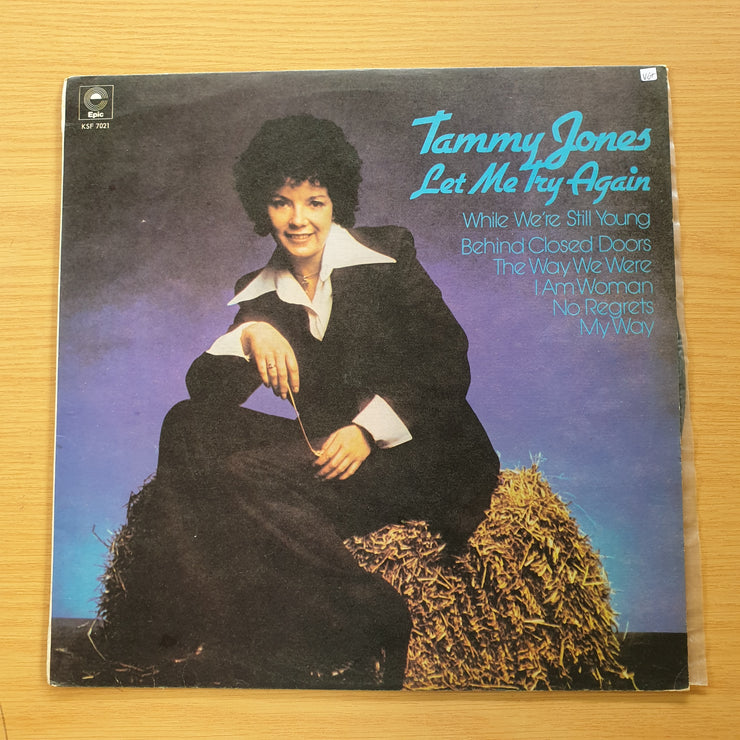 Epic
KSF 7021
VG+
Tammy Jones
Let Me Try Again
While We're Still Young
Behind Closed Doors
The Way We Were
I Am Woman
No Regrets
My Way